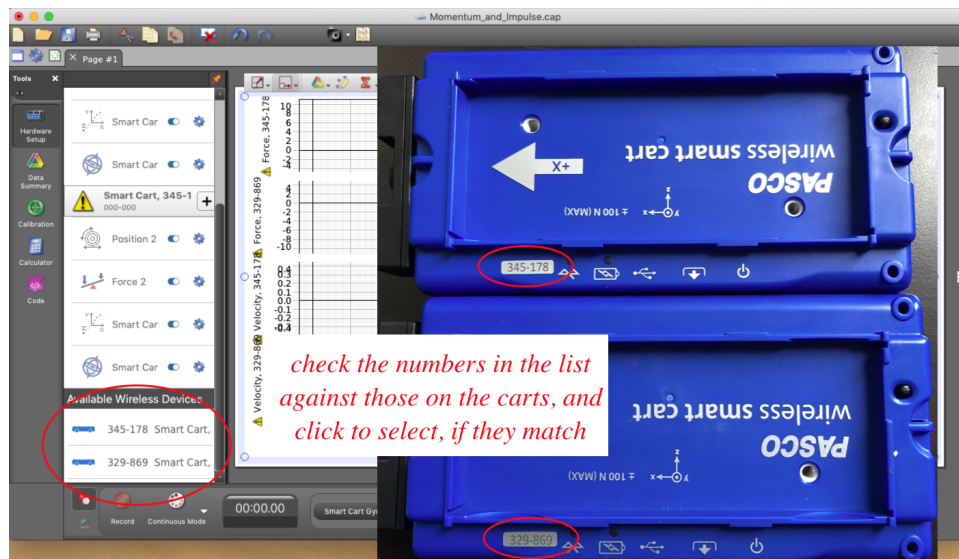 Momentum_and_Impulse.cap
Page #1
Tools
Hardware
Setup
Data
Summary
Calibration
Calculator
Code
Smart Car
Smart Car
Smart Cart, 345-1
000-000
Position 2
Force 2
Smart Car
Smart Car
Available Wireless Devices
345-178 Smart Cart,
329-869 Smart Cart,
Force, 345-178
10
8
6
4
2
0
-2
-4
Force, 329-869
4
2
0
-2
-4
-6
-8
-10
Velocity, 345-178
0.4
0.3
0.2
0.1
0.0
-0.1
-0.2
-0.3
Velocity, 329-869
Record
Continuous Mode
00:00.00
Smart Cart Gy
+X
PASCO
wireless smart cart
± 100 N (MAX)
x
y
z
345-178
check the numbers in the list
against those on the carts, and
click to select, if they match
PASCO
wireless smart cart
± 100 N (MAX)
x
y
z
329-869